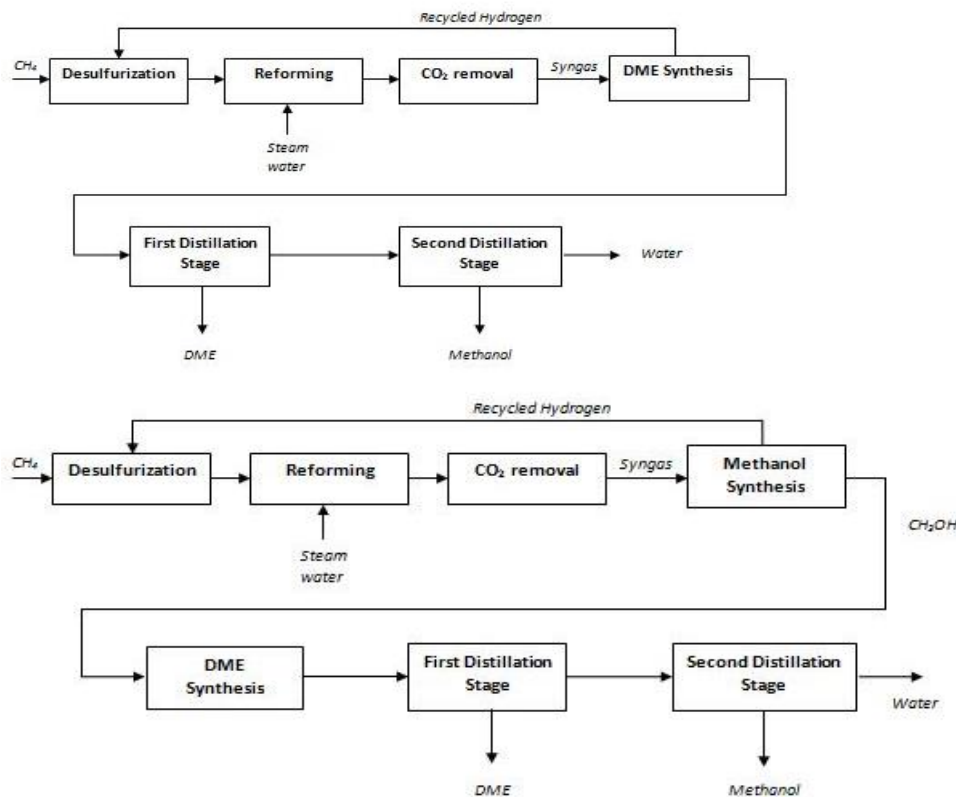 Recycled Hydrogen
CH₄
Desulfurization
Reforming
CO₂ removal
Syngas
DME Synthesis
Steam
water
First Distillation
Stage
Second Distillation
Stage
Water
DME
Methanol
Recycled Hydrogen
CH₄
Desulfurization
Reforming
CO₂ removal
Syngas
Methanol
Synthesis
CH₃OH
Steam
water
DME
Synthesis
First Distillation
Stage
Second Distillation
Stage
Water
DME
Methanol